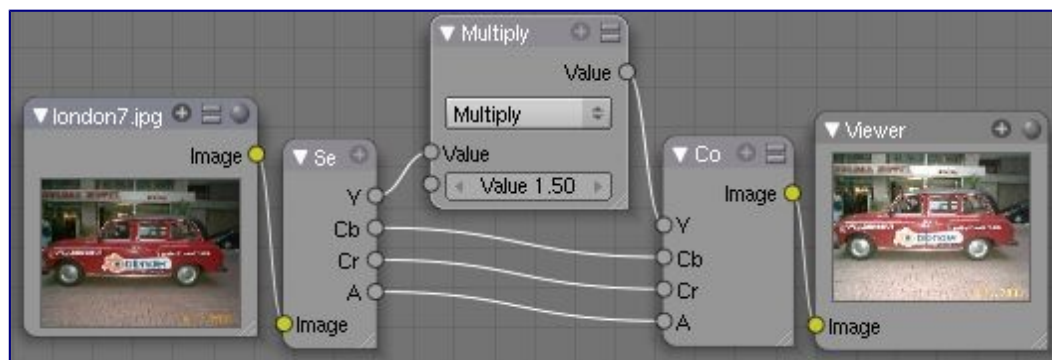 Multiply
Value
Multiply
Value
Value 1.50
london7.jpg
Image
Se
Y
Cb
Cr
A
Image
Co
Image
Y
Cb
Cr
A
Viewer
Image